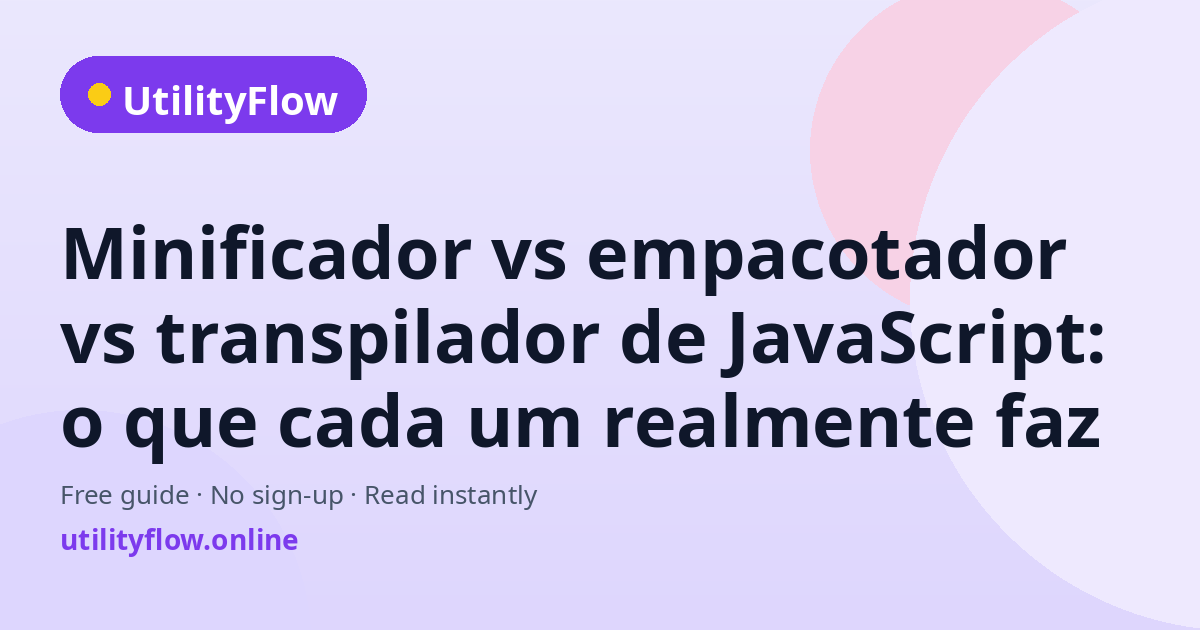 UtilityFlow
Minificador vs empacotador
vs transpilador de JavaScript:
o que cada um realmente faz
Free guide · No sign-up · Read instantly
utilityflow.online